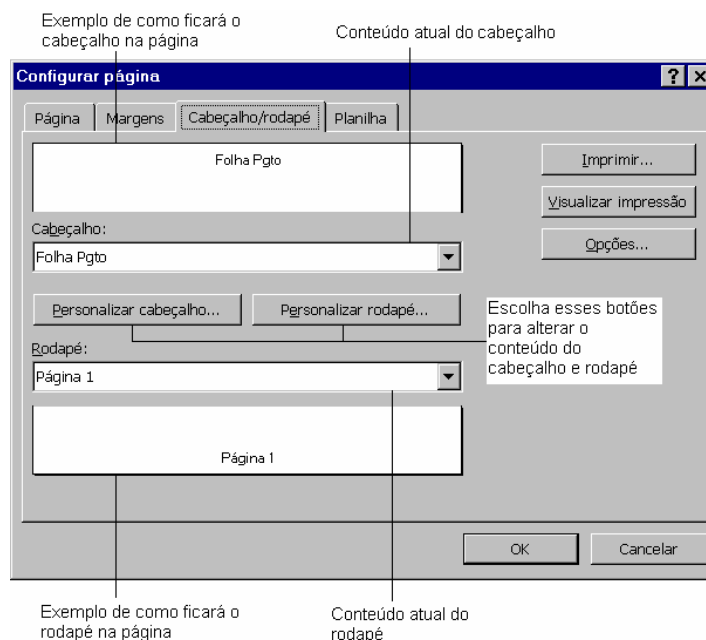 Exemplo de como ficará o
cabeçalho na página
Conteúdo atual do cabeçalho
Configurar página
Página
Margens
Cabeçalho/rodapé
Planilha
Folha Pgto
Imprimir...
Visualizar impressão
Cabeçalho:
Opções...
Folha Pgto
Personalizar cabeçalho...
Personalizar rodapé...
Escolha esses botões
para alterar o
conteúdo do
cabeçalho e rodapé
Rodapé:
Página 1
Página 1
OK
Cancelar
Exemplo de como ficará o
rodapé na página
Conteúdo atual do
rodapé